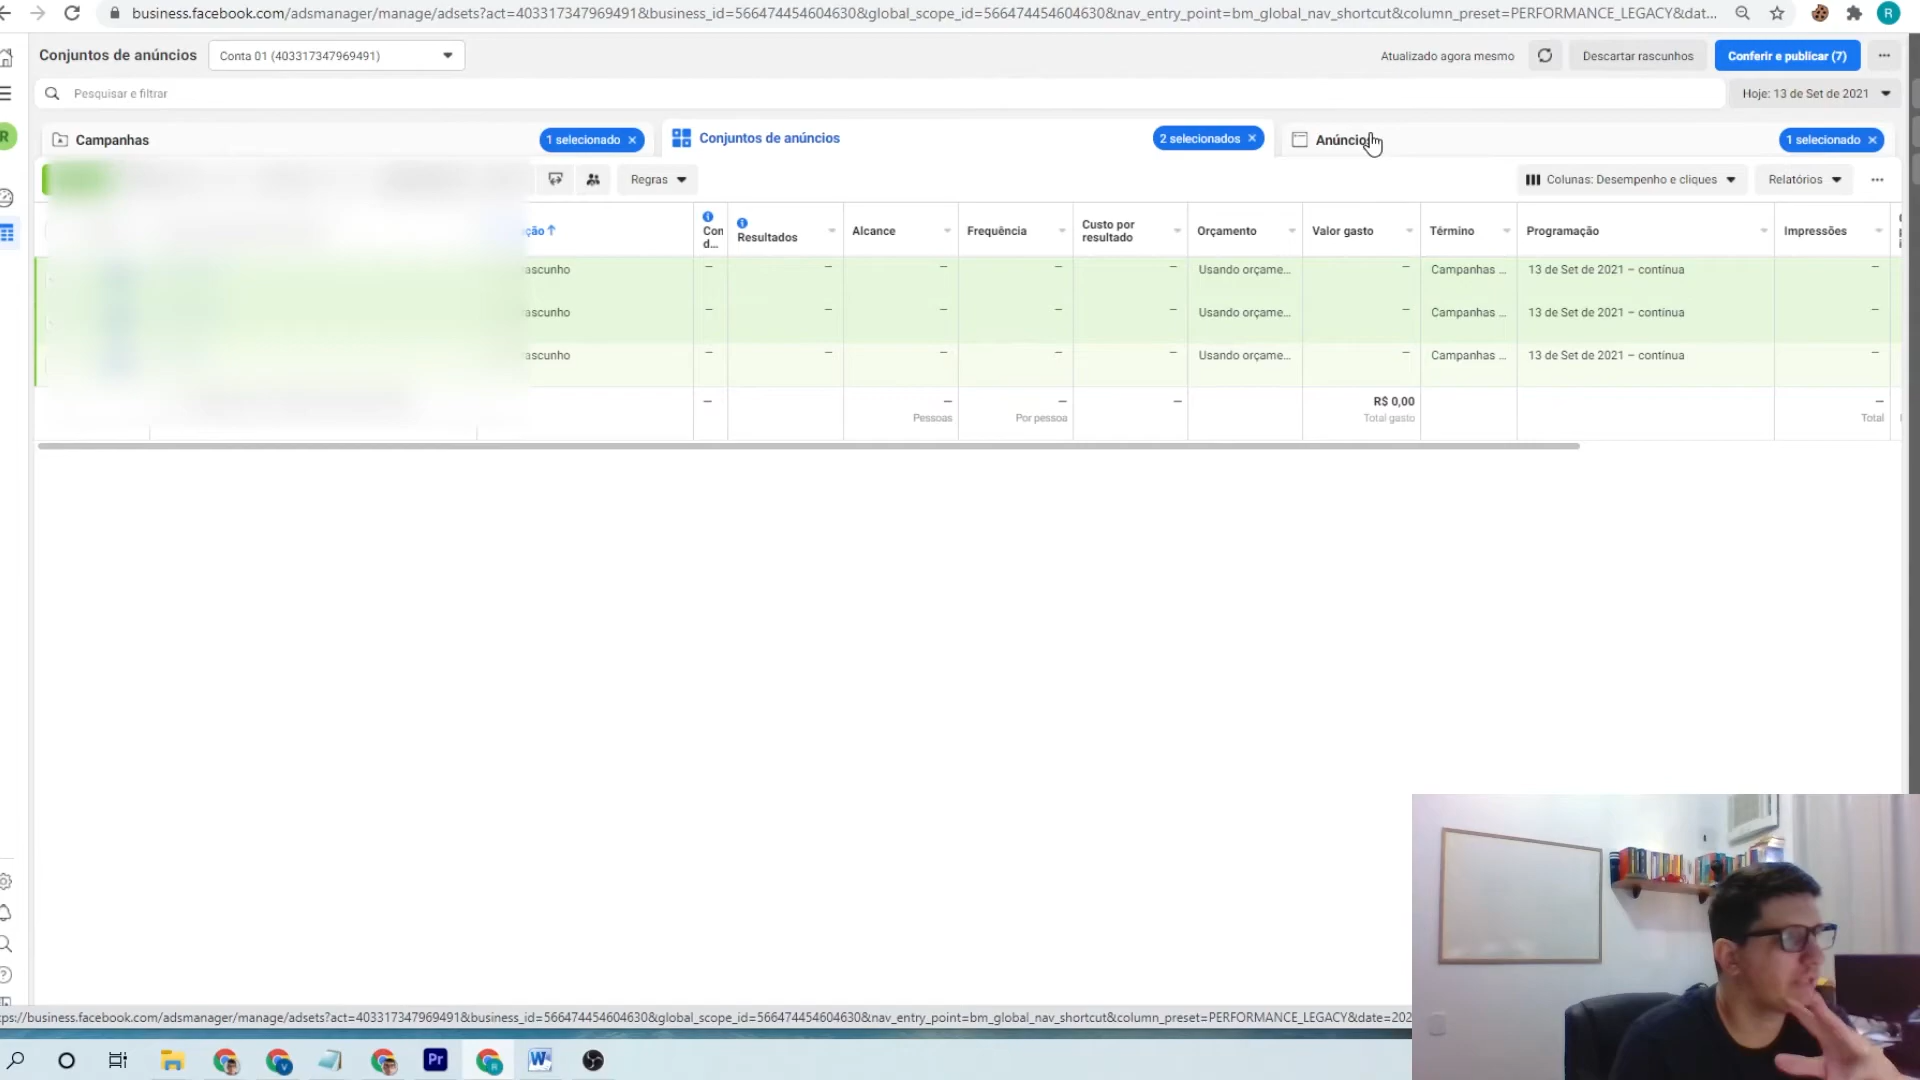 business.facebook.com/adsmanager/manage/adsets?act=403317347969491&business_id=566474454604630&global_scope_id=566474454604630&nav_entry_point=bm_global_nav_shortcut&column_preset=PERFORMANCE_LEGACY&dat... R
Conjuntos de anúncios Conta 01 (403317347969491) Atualizado agora mesmo Descartar rascunhos Conferir e publicar (7)
Pesquisar e filtrar Hoje: 13 de Set de 2021
R
Campanhas 1 selecionado × Conjuntos de anúncios 2 selecionados × Anúncios 1 selecionado ×
Regras Colunas: Desempenho e cliques Relatórios
ção↑ Con d... Resultados Alcance Frequência Custo por resultado Orçamento Valor gasto Término Programação Impressões
ascunho – – – – – Usando orçame... – Campanhas ... 13 de Set de 2021 – contínua –
ascunho – – – – – Usando orçame... – Campanhas ... 13 de Set de 2021 – contínua –
ascunho – – – – – Usando orçame... – Campanhas ... 13 de Set de 2021 – contínua –
– – – – R$ 0,00 –
Pessoas Por pessoa Total gasto Total
tps://business.facebook.com/adsmanager/manage/adsets?act=403317347969491&business_id=566474454604630&global_scope_id=566474454604630&nav_entry_point=bm_global_nav_shortcut&column_preset=PERFORMANCE_LEGACY&date=202
Pr W